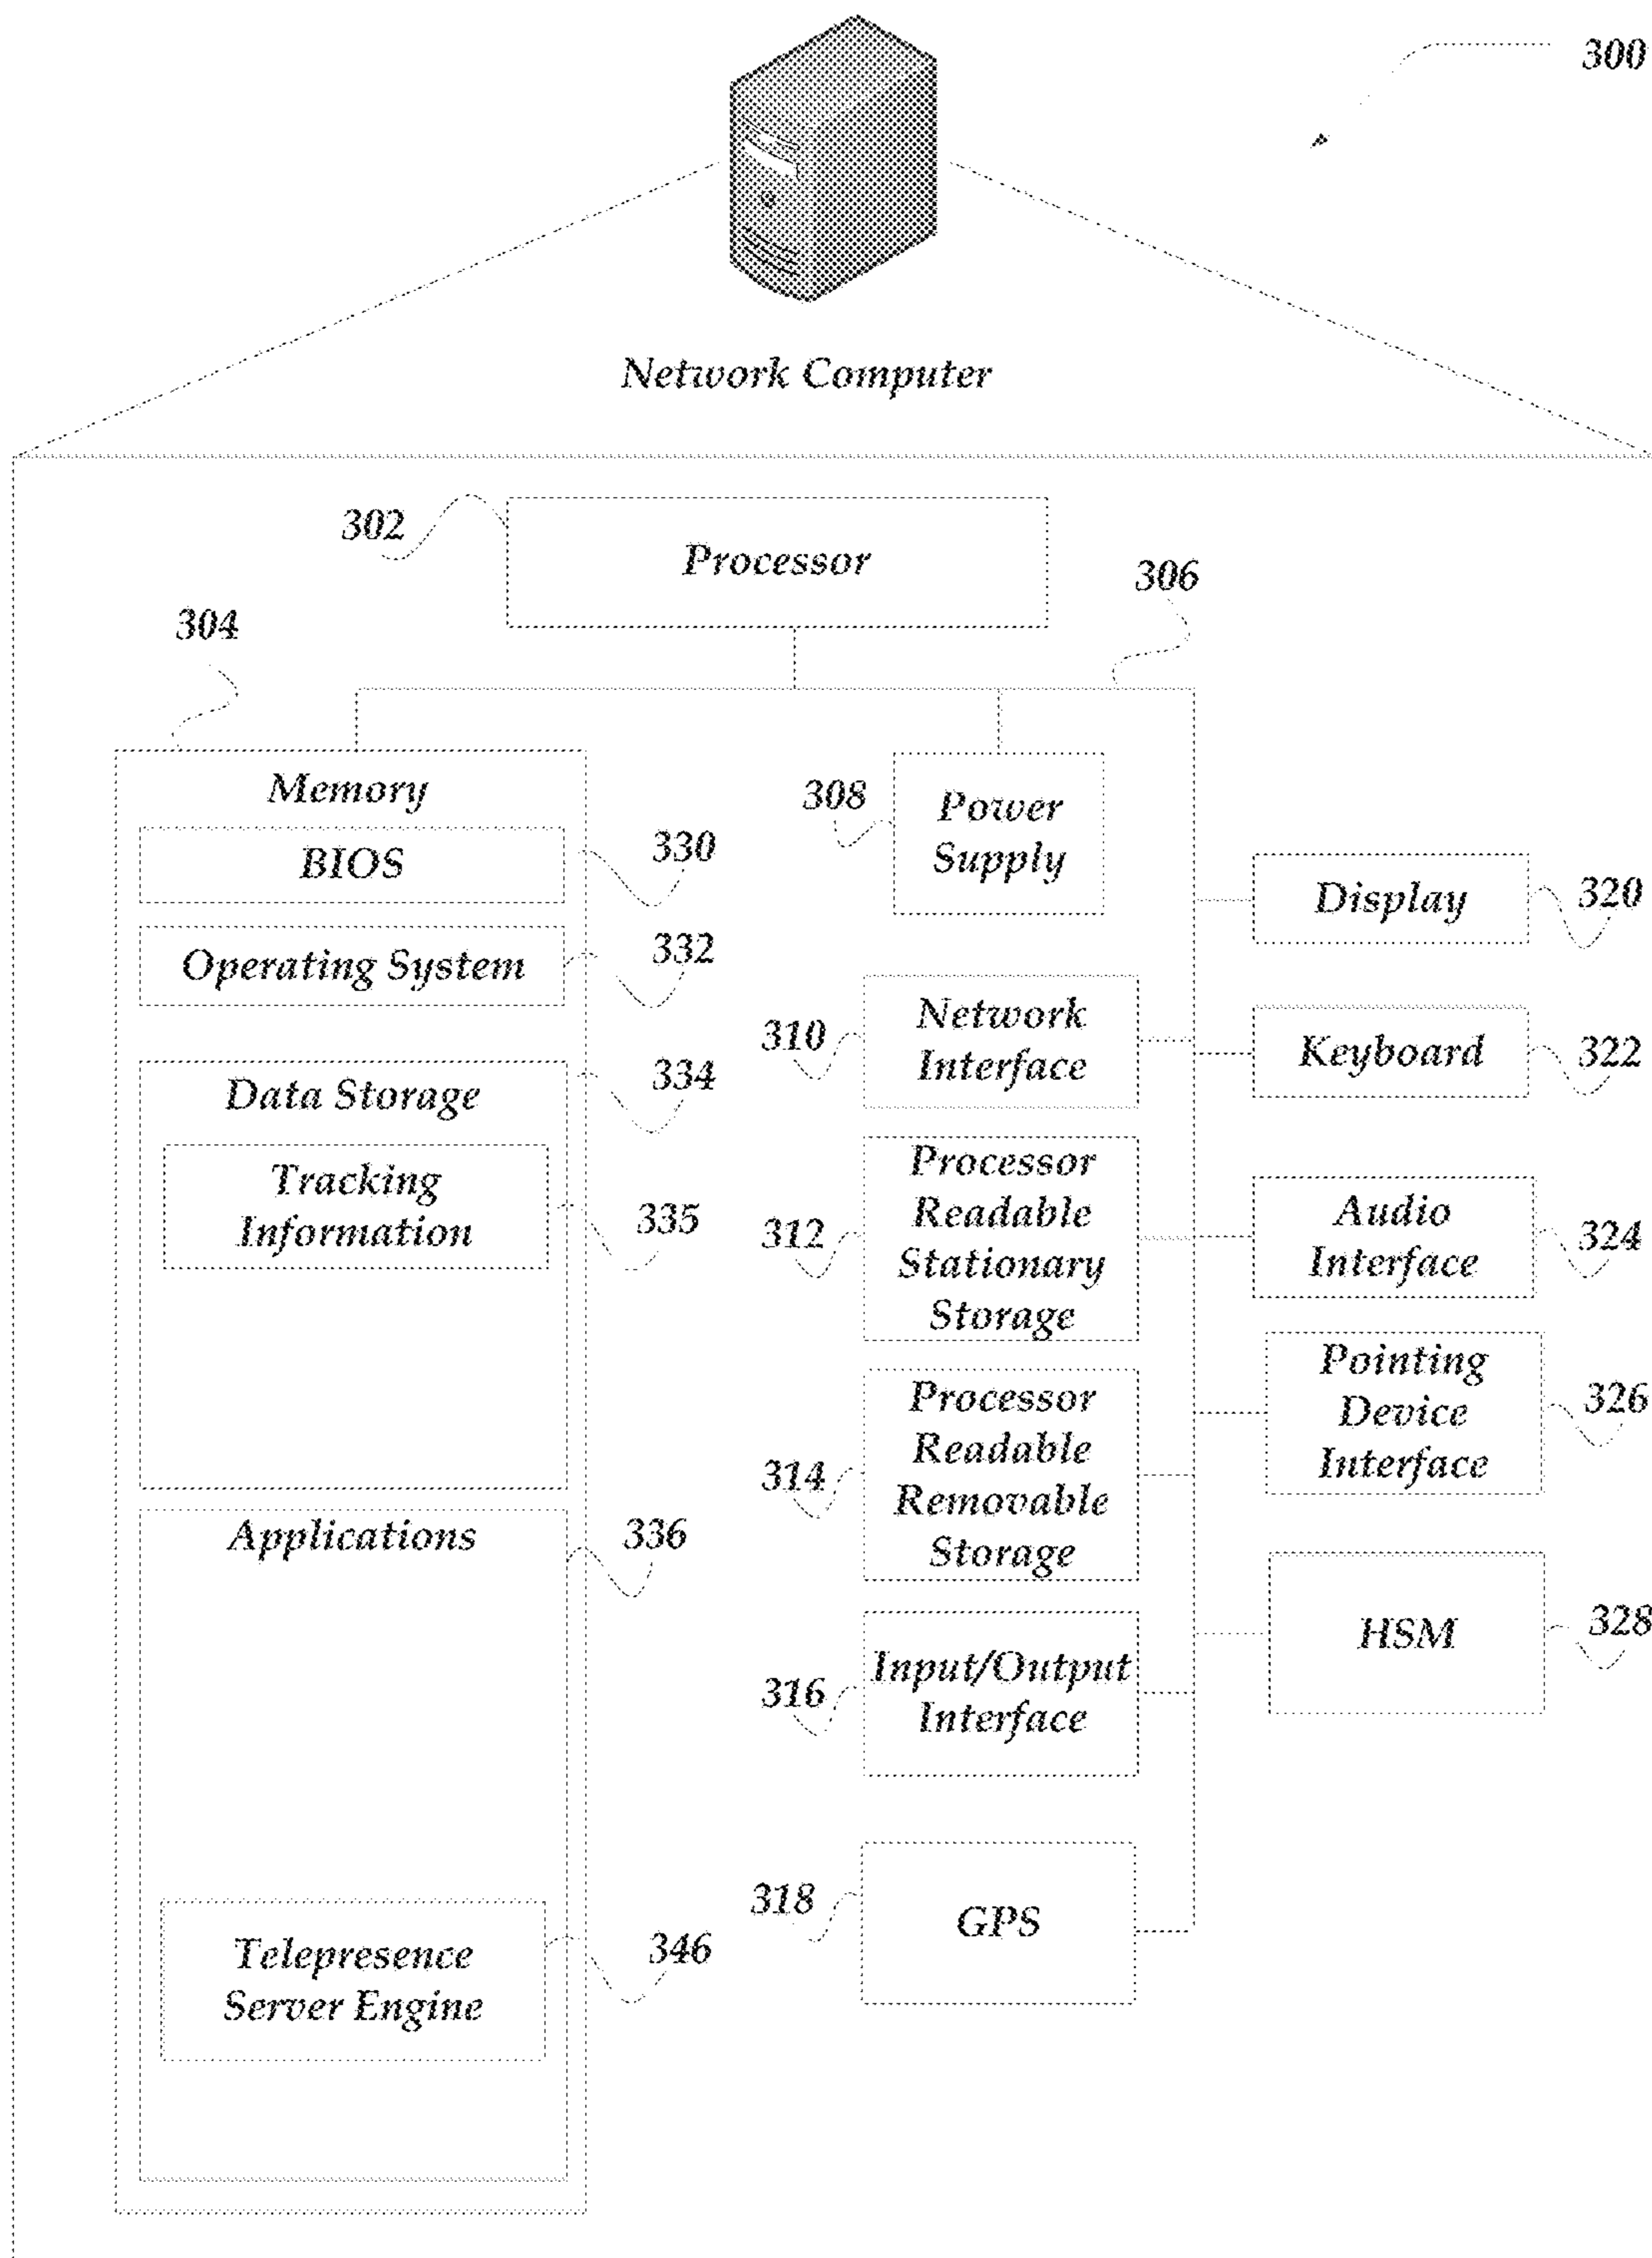 300
Network Computer
302
Processor
306
304
Memory
BIOS
330
Operating System
332
Data Storage
334
Tracking
Information
335
Applications
336
Telepresence
Server Engine
346
308
Power
Supply
310
Network
Interface
312
Processor
Readable
Stationary
Storage
314
Processor
Readable
Removable
Storage
316
Input/Output
Interface
318
GPS
Display
320
Keyboard
322
Audio
Interface
324
Pointing
Device
Interface
326
HSM
328